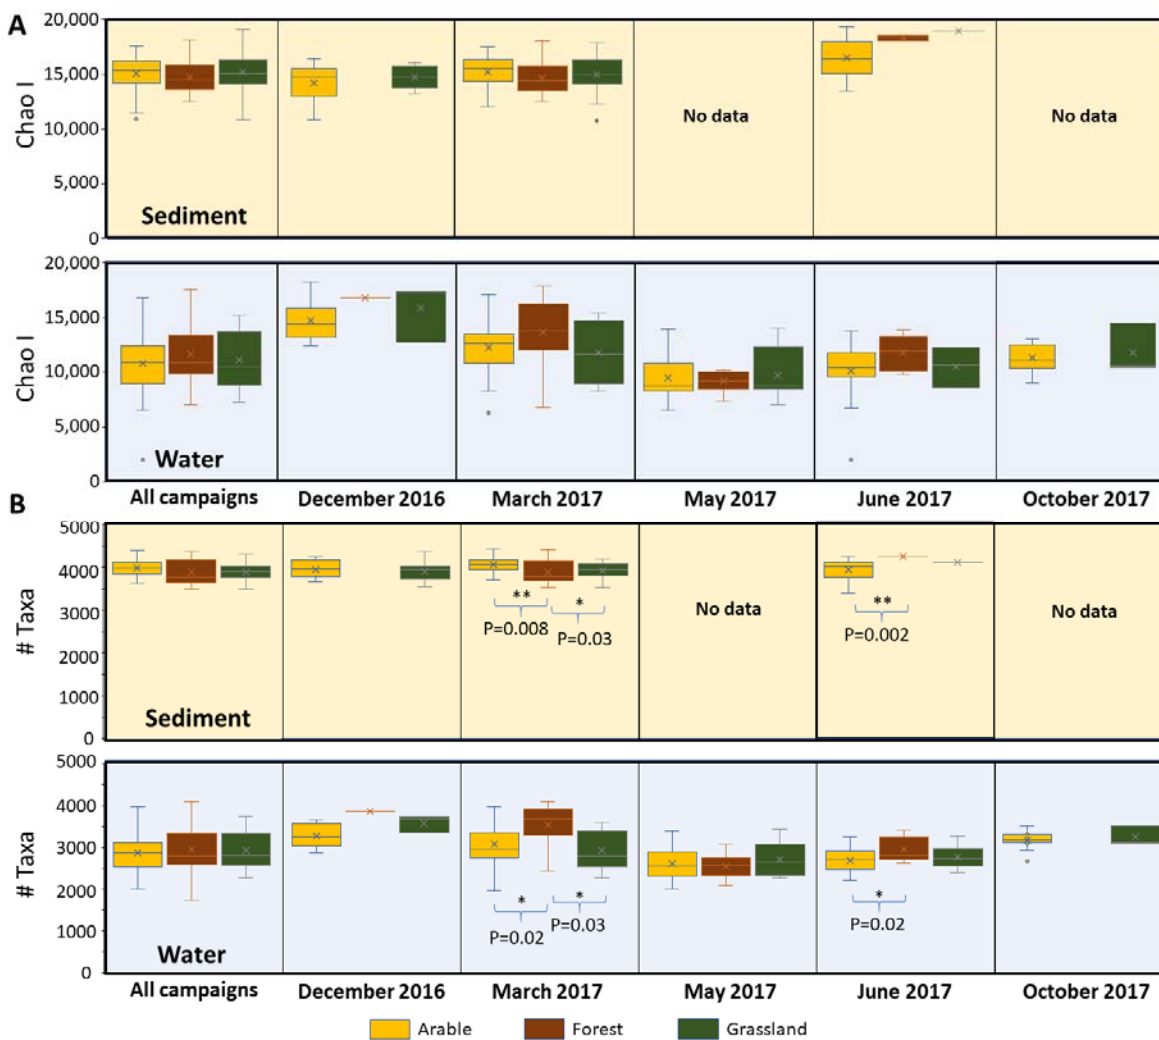 A
Chao I
20,000
15,000
10,000
5,000
0
Sediment
No data
No data
Chao I
20,000
15,000
10,000
5,000
0
Water
All campaigns
December 2016
March 2017
May 2017
June 2017
October 2017
B
# Taxa
5000
4000
3000
2000
1000
0
Sediment
**
P=0.008
*
P=0.03
No data
**
P=0.002
No data
# Taxa
5000
4000
3000
2000
1000
0
Water
*
P=0.02
*
P=0.03
*
P=0.02
All campaigns
December 2016
March 2017
May 2017
June 2017
October 2017
Arable
Forest
Grassland